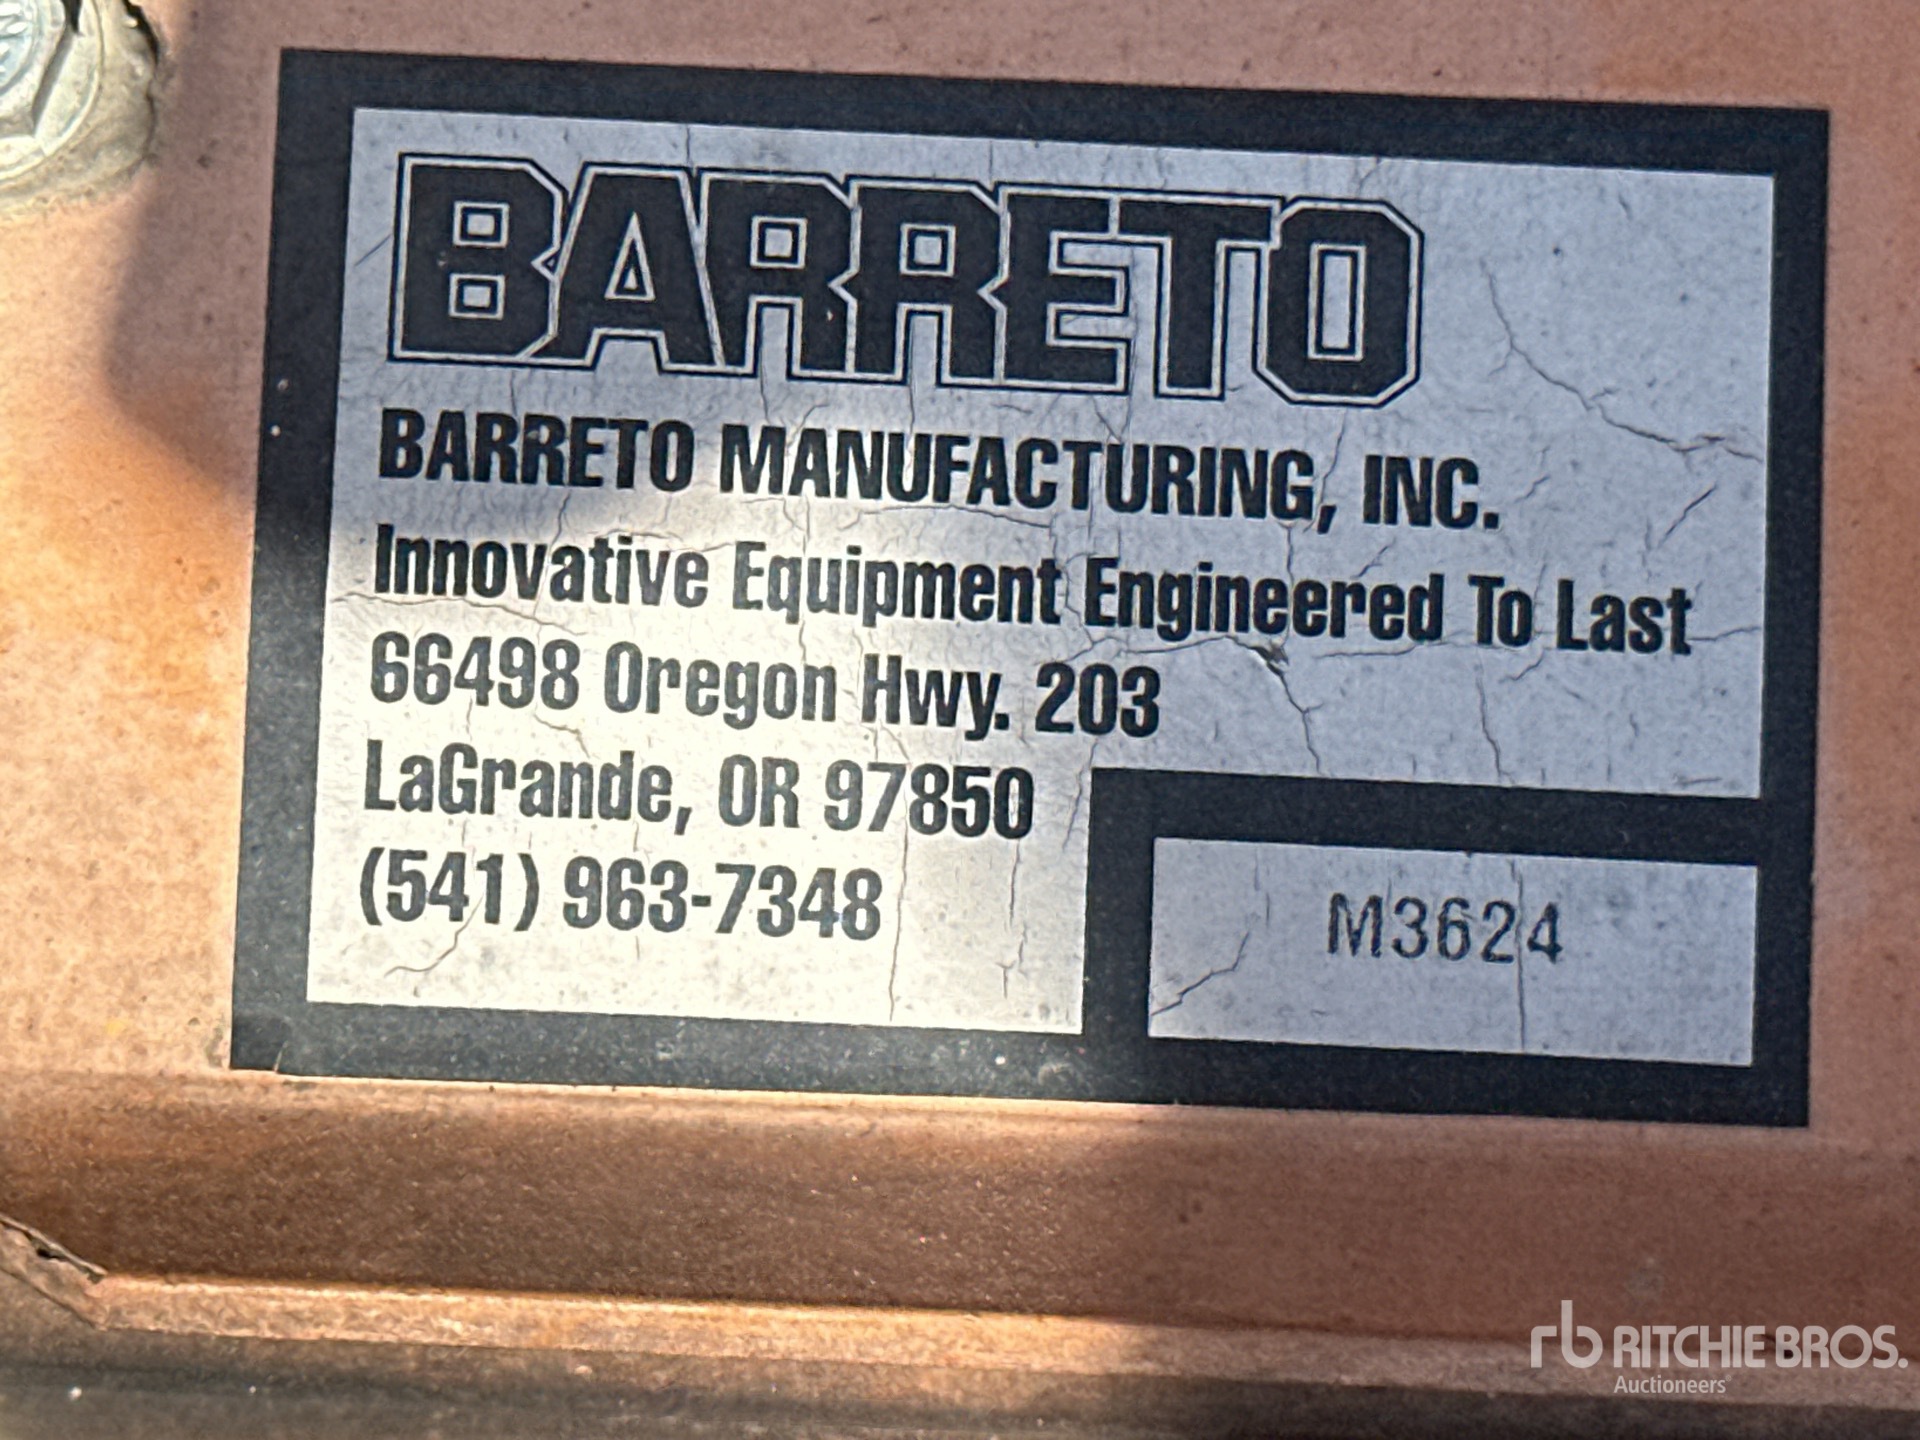 BARRETO
BARRETO MANUFACTURING, INC.
Innovative Equipment Engineered To Last
66498 Oregon Hwy. 203
LaGrande, OR 97850
(541) 963-7348
M3624
rb RITCHIE BROS.
Auctioneers